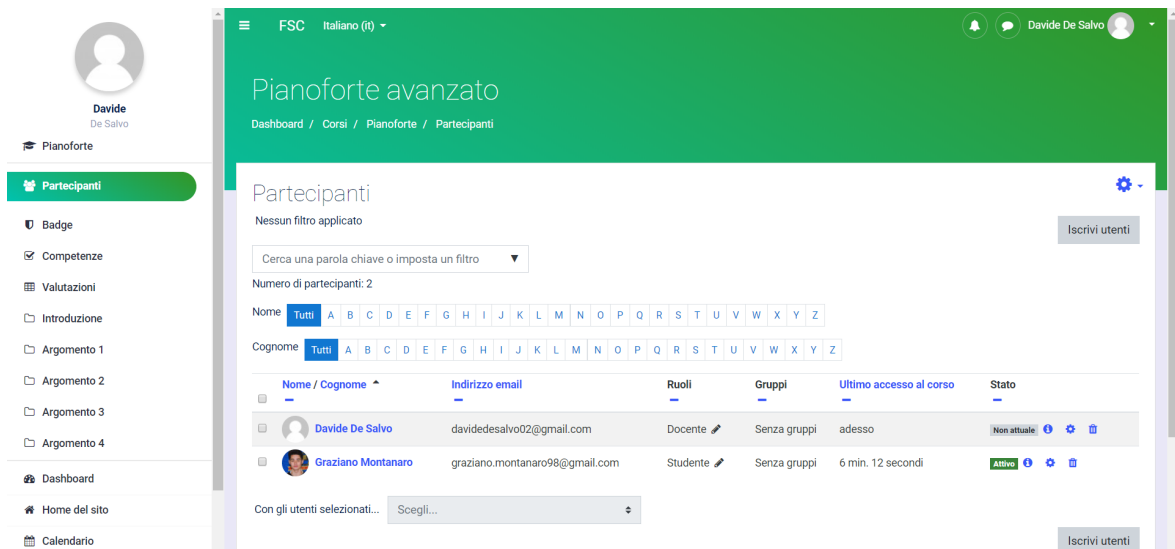 FSC Italiano (it)
Davide De Salvo
Davide
De Salvo
Pianoforte
Partecipanti
Badge
Competenze
Valutazioni
Introduzione
Argomento 1
Argomento 2
Argomento 3
Argomento 4
Dashboard
Home del sito
Calendario
Pianoforte avanzato
Dashboard / Corsi / Pianoforte / Partecipanti
Partecipanti
Nessun filtro applicato
Iscrivi utenti
Cerca una parola chiave o imposta un filtro ▼
Numero di partecipanti: 2
Nome Tutti A B C D E F G H I J K L M N O P Q R S T U V W X Y Z
Cognome Tutti A B C D E F G H I J K L M N O P Q R S T U V W X Y Z
Nome / Cognome Indirizzo email Ruoli Gruppi Ultimo accesso al corso Stato
Davide De Salvo davidedesalvo02@gmail.com Docente Senza gruppi adesso Non attuale
Graziano Montanaro graziano.montanaro98@gmail.com Studente Senza gruppi 6 min. 12 secondi Attivo
Con gli utenti selezionati... Scegli...
Iscrivi utenti